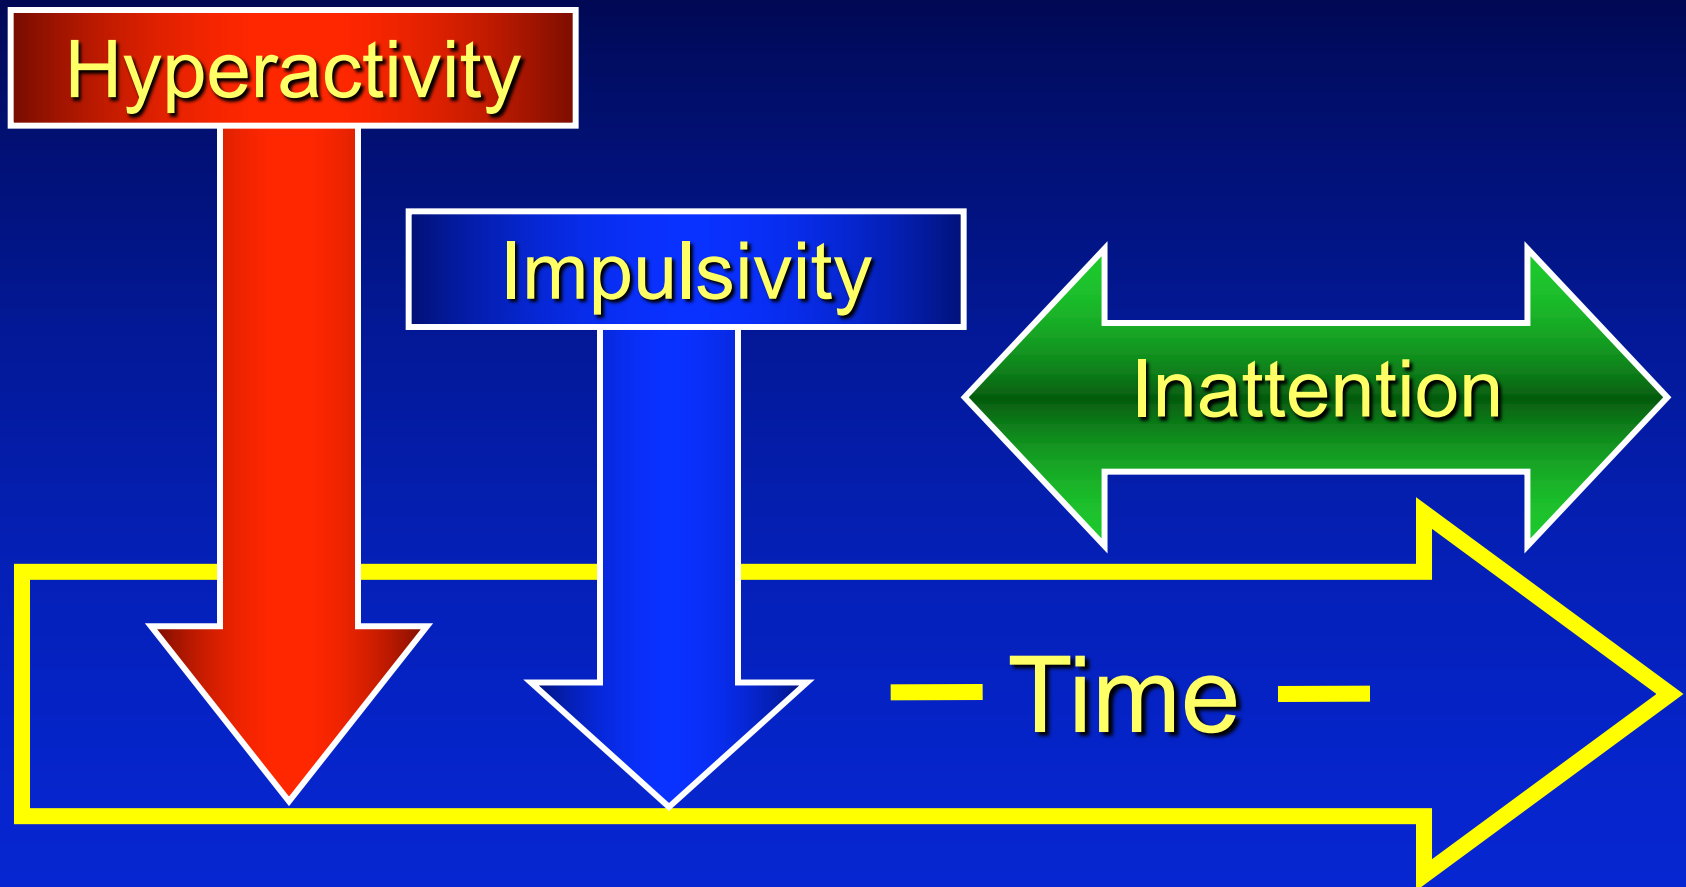 Hyperactivity
Impulsivity
Inattention
– Time –